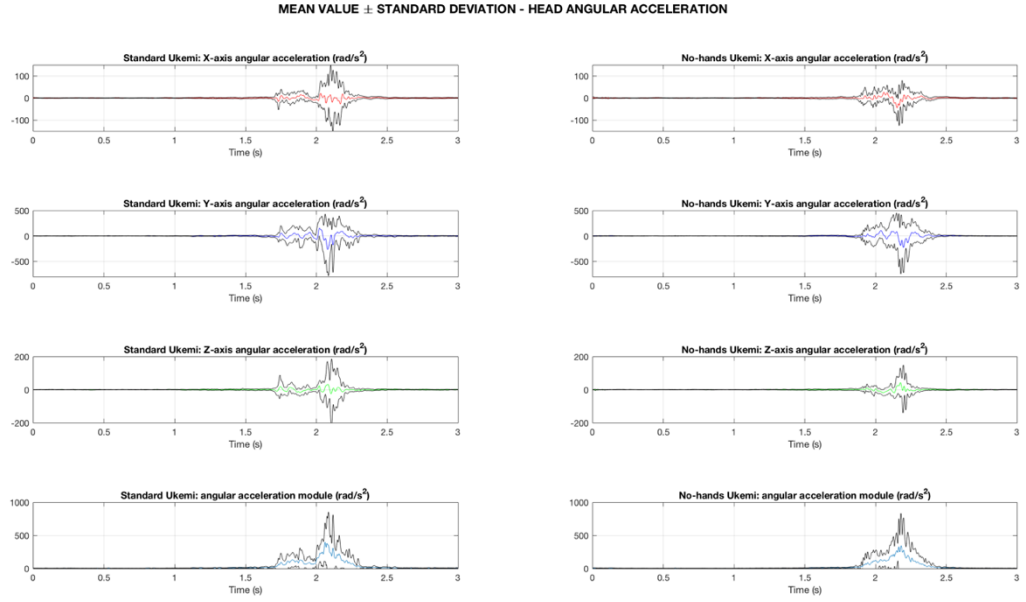 MEAN VALUE ± STANDARD DEVIATION - HEAD ANGULAR ACCELERATION
Standard Ukemi: X-axis angular acceleration (rad/s²)
100
0
-100
0 0.5 1 1.5 2 2.5 3
Time (s)
No-hands Ukemi: X-axis angular acceleration (rad/s²)
100
0
-100
0 0.5 1 1.5 2 2.5 3
Time (s)
Standard Ukemi: Y-axis angular acceleration (rad/s²)
500
0
-500
0 0.5 1 1.5 2 2.5 3
Time (s)
No-hands Ukemi: Y-axis angular acceleration (rad/s²)
500
0
-500
0 0.5 1 1.5 2 2.5 3
Time (s)
Standard Ukemi: Z-axis angular acceleration (rad/s²)
200
0
-200
0 0.5 1 1.5 2 2.5 3
Time (s)
No-hands Ukemi: Z-axis angular acceleration (rad/s²)
200
0
-200
0 0.5 1 1.5 2 2.5 3
Time (s)
Standard Ukemi: angular acceleration module (rad/s²)
1000
500
0
0 0.5 1 1.5 2 2.5 3
Time (s)
No-hands Ukemi: angular acceleration module (rad/s²)
1000
500
0
0 0.5 1 1.5 2 2.5 3
Time (s)